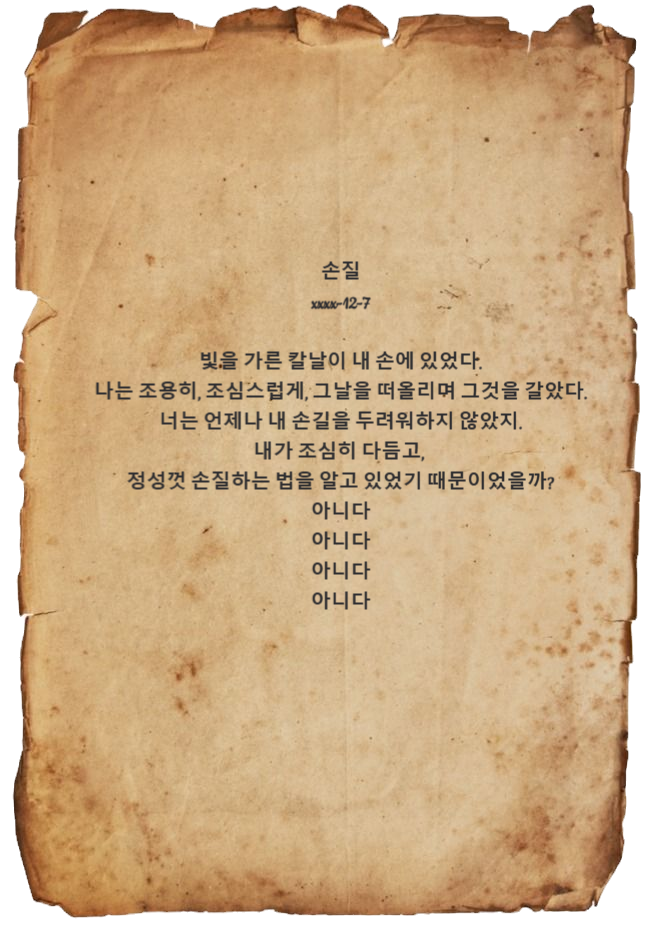 손질
xxxx-12-7
빛을 가른 칼날이 내 손에 있었다.
나는 조용히, 조심스럽게, 그날을 떠올리며 그것을 갈았다.
너는 언제나 내 손길을 두려워하지 않았지.
내가 조심히 다듬고,
정성껏 손질하는 법을 알고 있었기 때문이었을까?
아니다
아니다
아니다
아니다